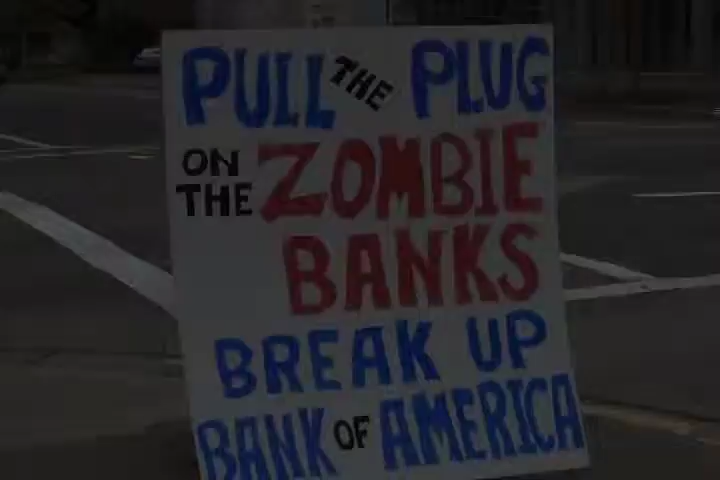 PULL THE PLUG
ON THE ZOMBIE
BANKS
BREAK UP
BANK OF AMERICA